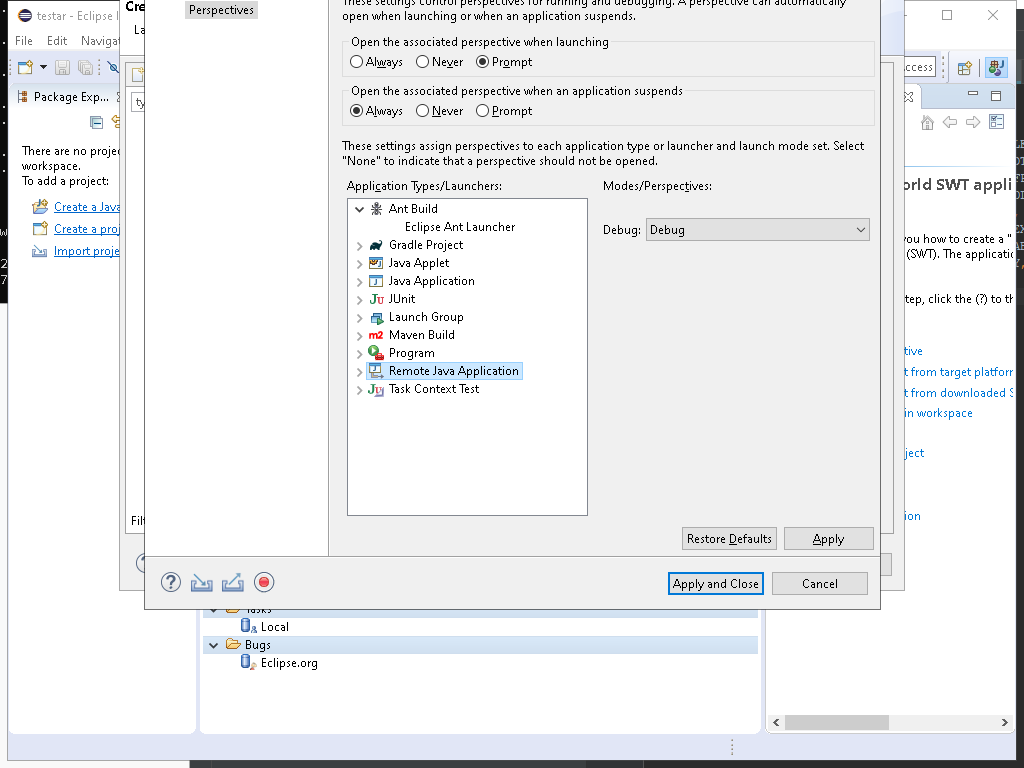 testar - Eclipse I
File Edit Navigat
Package Exp...
There are no proje
workspace.
To add a project:
Create a Java
Create a proj
Import proje
Cre
La
ty
Filt
Perspectives
These settings control perspectives for running and debugging. A perspective can automatically
open when launching or when an application suspends.
Open the associated perspective when launching
Always Never Prompt
Open the associated perspective when an application suspends
Always Never Prompt
These settings assign perspectives to each application type or launcher and launch mode set. Select
"None" to indicate that a perspective should not be opened.
Application Types/Launchers:
Modes/Perspectives:
Ant Build
Eclipse Ant Launcher
Gradle Project
Java Applet
Java Application
JUnit
Launch Group
Maven Build
Program
Remote Java Application
Task Context Test
Debug: Debug
Restore Defaults Apply
Apply and Close Cancel
Tasks
Local
Bugs
Eclipse.org
ccess
orld SWT appli
you how to create a "
(SWT). The applicatio
tep, click the (?) to th
tive
t from target platforr
t from downloaded S
in workspace
ject
ion